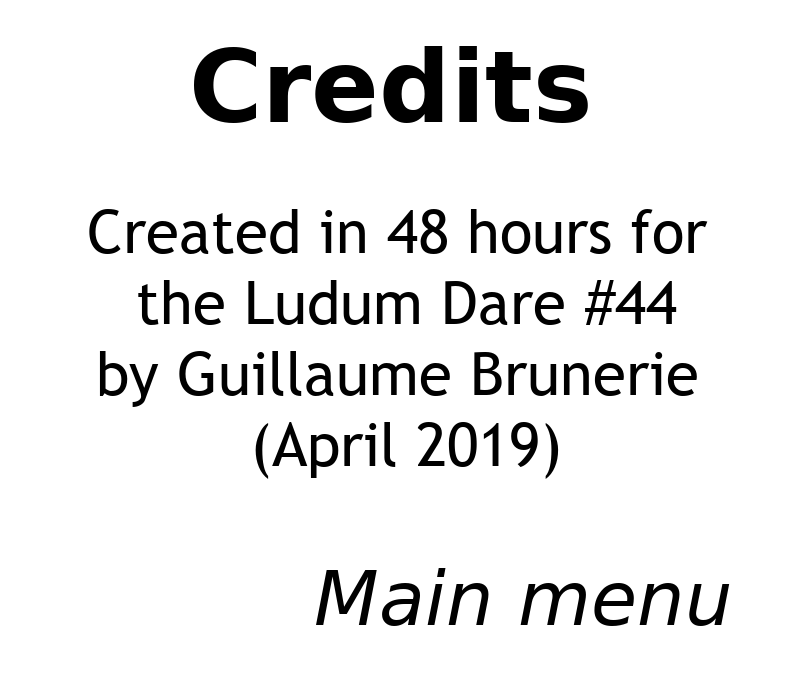 Credits
Created in 48 hours for
the Ludum Dare #44
by Guillaume Brunerie
(April 2019)
Main menu